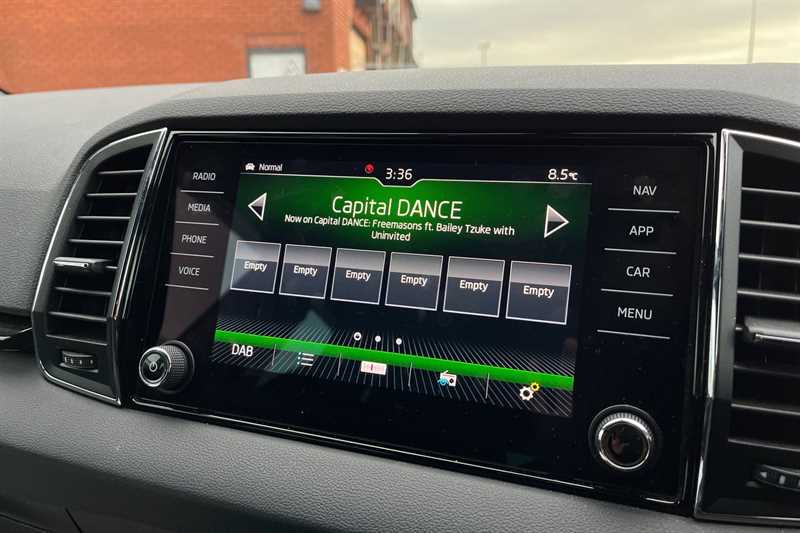 RADIO
MEDIA
PHONE
VOICE
Normal
3:36
8.5°C
Capital DANCE
Now on Capital DANCE: Freemasons ft. Bailey Tzuke with
Uninvited
Empty Empty Empty Empty Empty Empty
DAB
NAV
APP
CAR
MENU